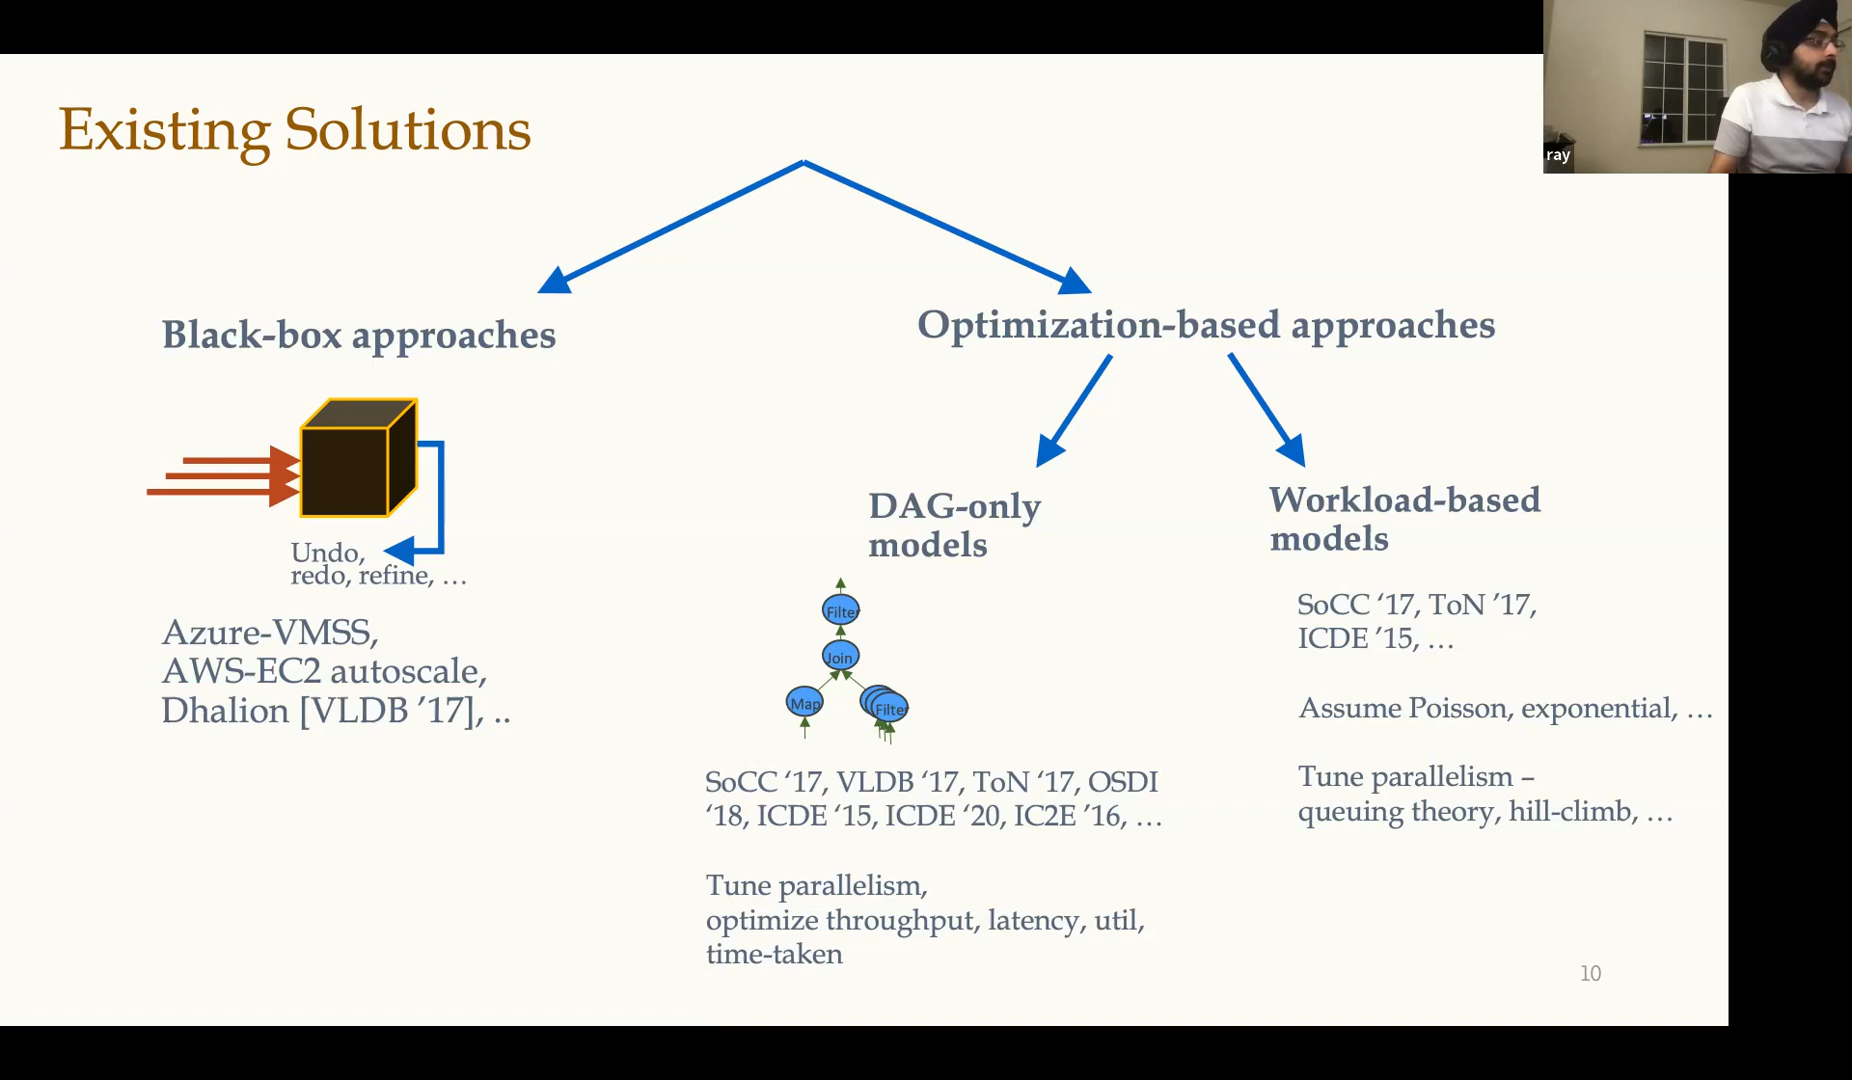 Existing Solutions
ray
Black-box approaches
Optimization-based approaches
Undo,
redo, refine, …
Azure-VMSS,
AWS-EC2 autoscale,
Dhalion [VLDB ’17], ..
DAG-only
models
Filter
Join
Map
Filter
SoCC ‘17, VLDB ‘17, ToN ‘17, OSDI
‘18, ICDE ‘15, ICDE ‘20, IC2E ’16, …
Tune parallelism,
optimize throughput, latency, util,
time-taken
Workload-based
models
SoCC ‘17, ToN ’17,
ICDE ’15, …
Assume Poisson, exponential, …
Tune parallelism –
queuing theory, hill-climb, …
10